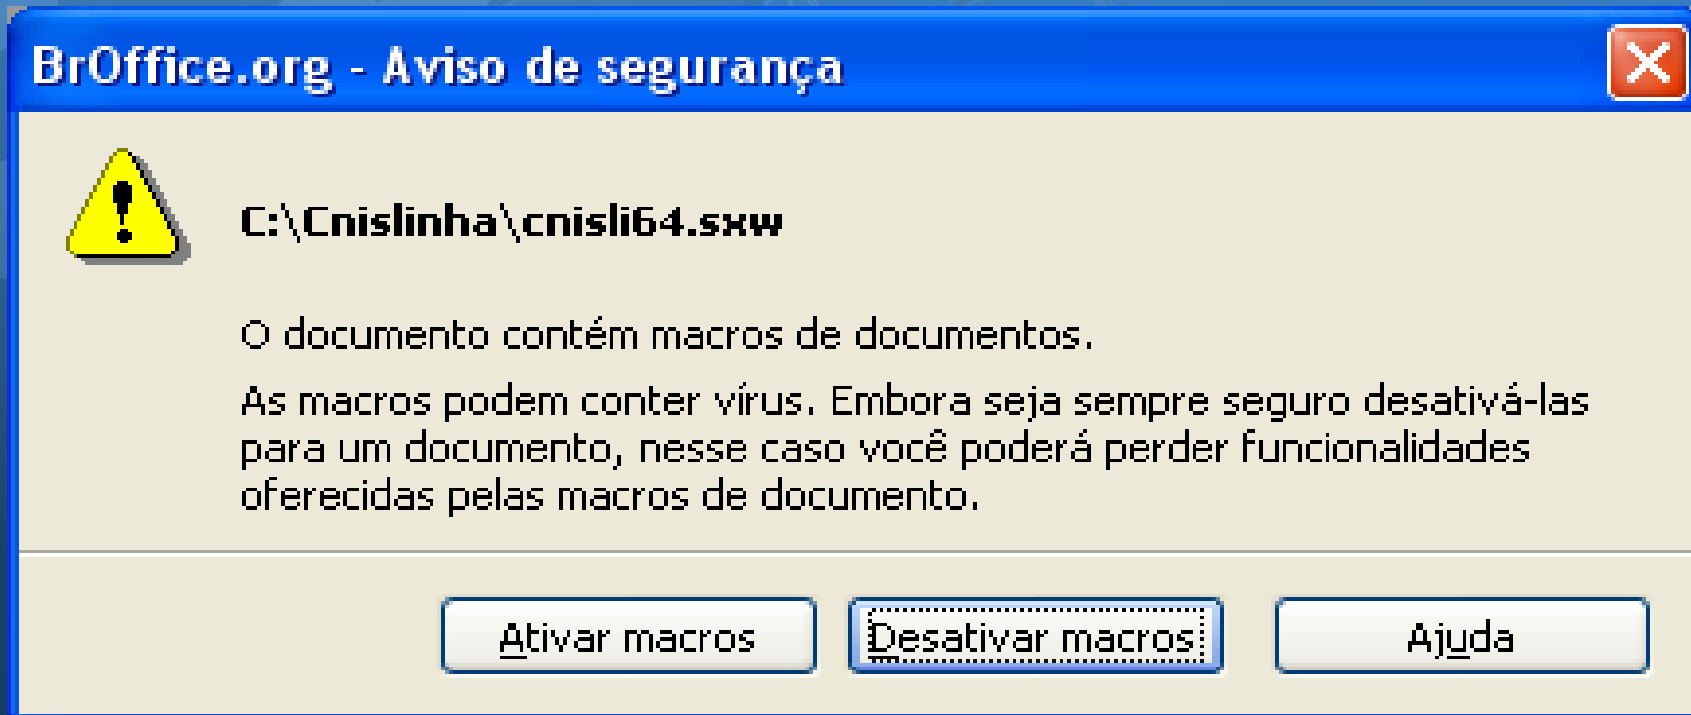 BrOffice.org - Aviso de segurança
C:\Cnislinha\cnisli64.sxw
O documento contém macros de documentos.
As macros podem conter vírus. Embora seja sempre seguro desativá-las
para um documento, nesse caso você poderá perder funcionalidades
oferecidas pelas macros de documento.
Ativar macros
Desativar macros
Ajuda